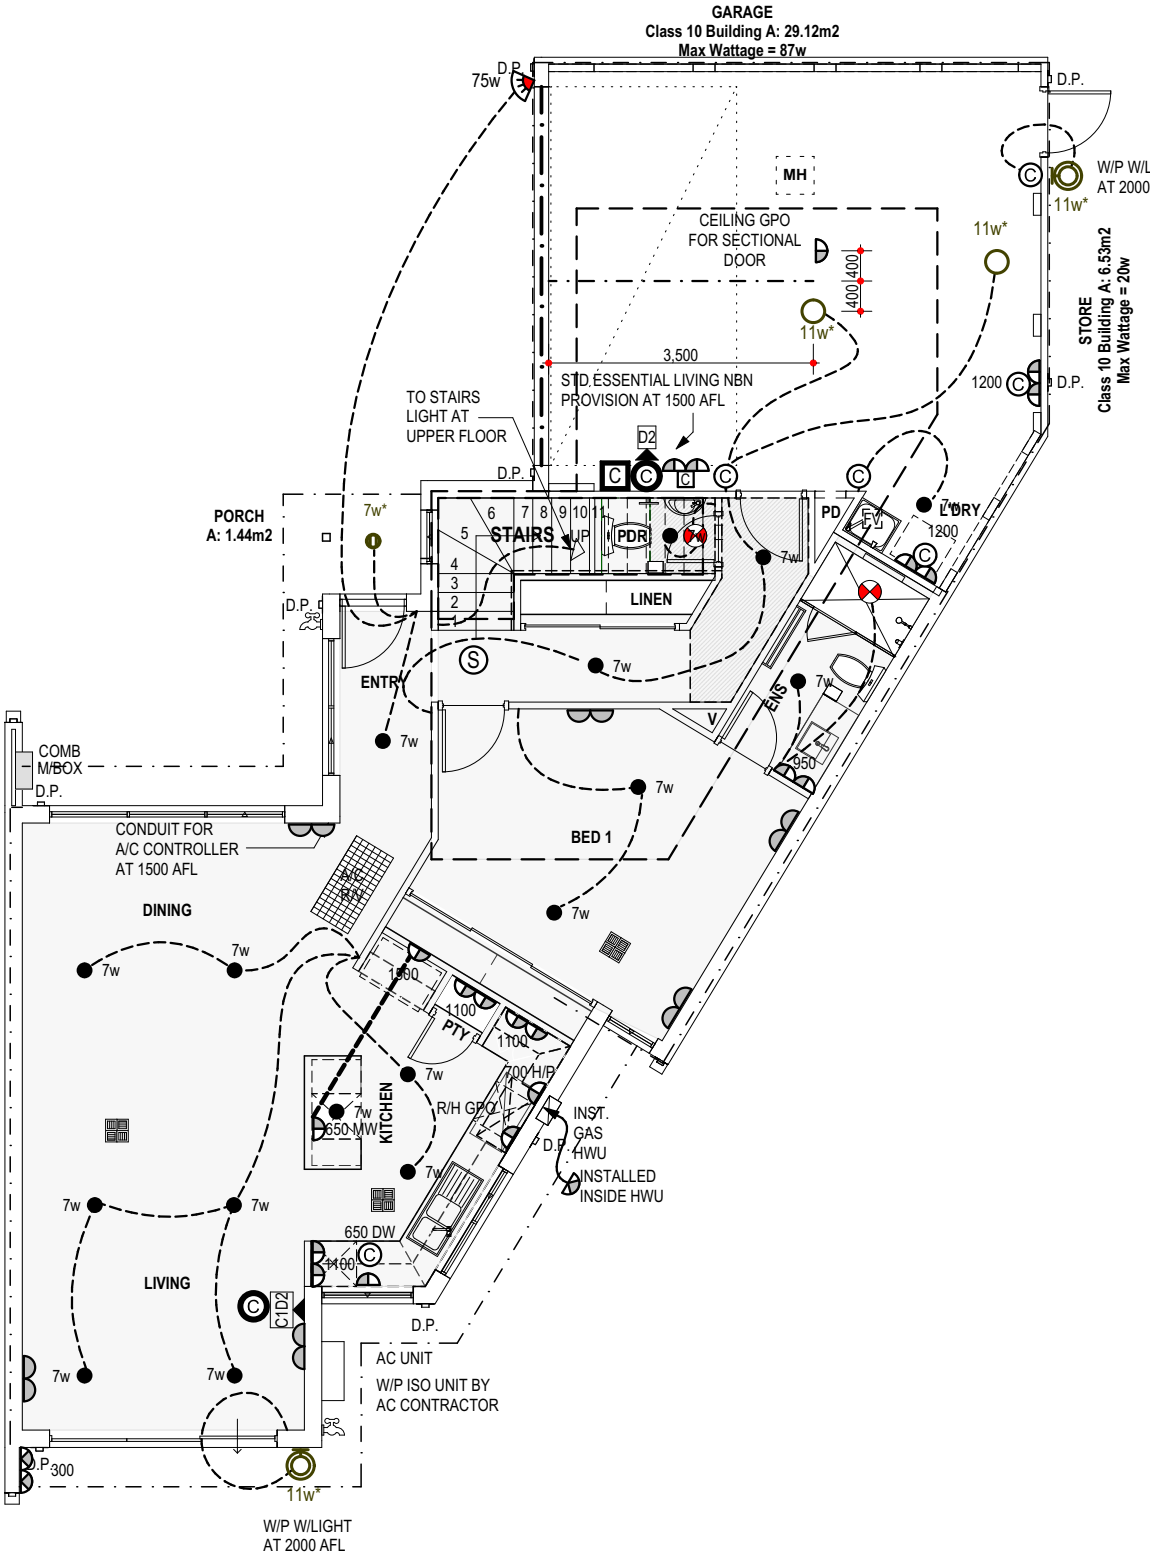 GARAGE
Class 10 Building A: 29.12m2
Max Wattage = 87w
D.P.
75w
D.P.
W/P W/L
AT 2000
11w*
MH
CEILING GPO
FOR SECTIONAL
DOOR
11w*
400
400
11w*
3,500
STORE
Class 10 Building A: 6.53m2
Max Wattage = 20w
C
TO STAIRS
LIGHT AT
UPPER FLOOR
STD ESSENTIAL LIVING NBN
PROVISION AT 1500 AFL
1200
C
D.P.
D2
D.P.
C
C
C
C
C
PORCH
A: 1.44m2
7w*
6
7
8
9
10
11
5
4
3
2
1
STAIRS
UP
PDR
7w
7w
PD
7w
L'DRY
1200
C
LINEN
D.P.
S
ENTRY
7w
7w
ENS
7w
V
950
COMB
M/BOX
D.P.
7w
BED 1
7w
CONDUIT FOR
A/C CONTROLLER
AT 1500 AFL
A/C
DINING
7w
7w
1100
PTY
1100
7w
700 H/P
R/H GPO
7w
650 MW
KITCHEN
7w
INST.
GAS
HWU
D.P.
INSTALLED
INSIDE HWU
7w
7w
650 DW
1100
C
LIVING
C
C1D2
D.P.
7w
7w
AC UNIT
W/P ISO UNIT BY
AC CONTRACTOR
D.P.
300
11w*
W/P W/LIGHT
AT 2000 AFL